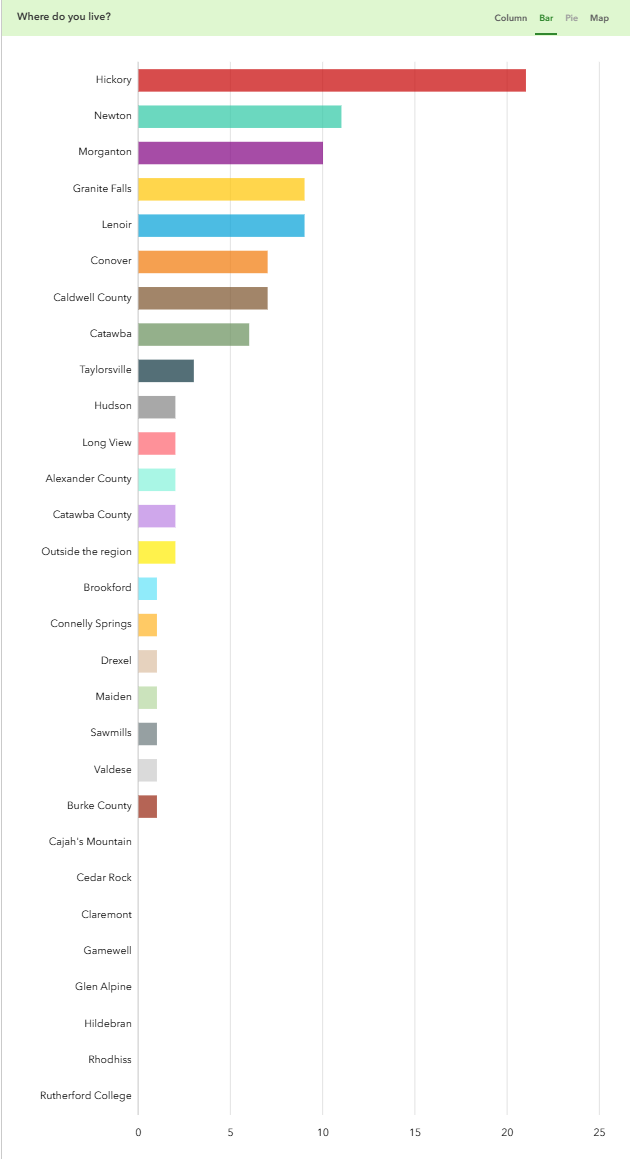 Where do you live?
Column Bar Pie Map
Hickory
Newton
Morganton
Granite Falls
Lenoir
Conover
Caldwell County
Catawba
Taylorsville
Hudson
Long View
Alexander County
Catawba County
Outside the region
Brookford
Connelly Springs
Drexel
Maiden
Sawmills
Valdese
Burke County
Cajah's Mountain
Cedar Rock
Claremont
Gamewell
Glen Alpine
Hildebran
Rhodhiss
Rutherford College
0 5 10 15 20 25